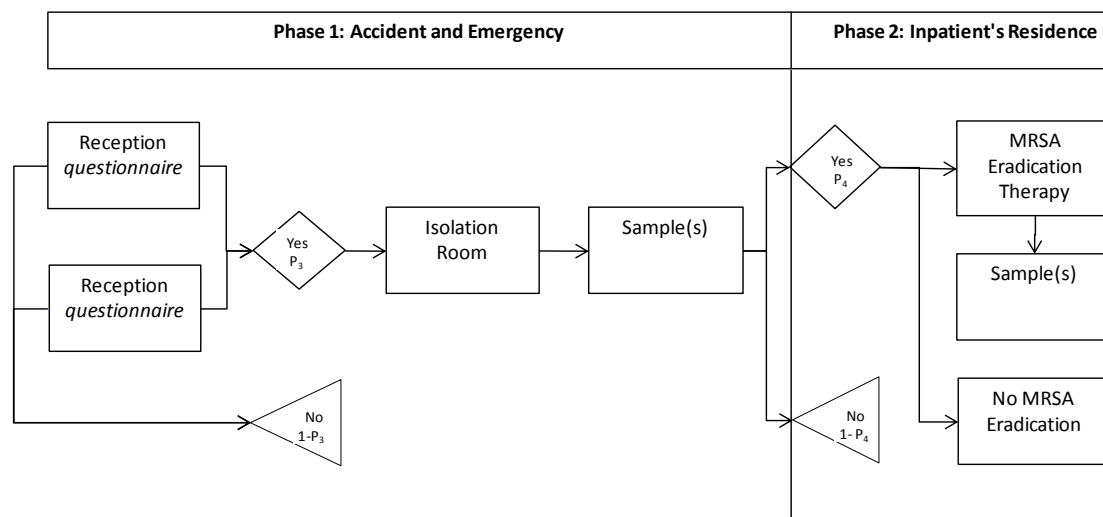 Phase 1: Accident and Emergency
Phase 2: Inpatient's Residence
Reception
questionnaire
Yes
P3
Isolation
Room
Sample(s)
Yes
P4
MRSA
Eradication
Therapy
Reception
questionnaire
Sample(s)
No
1-P3
No
1- P4
No MRSA
Eradication